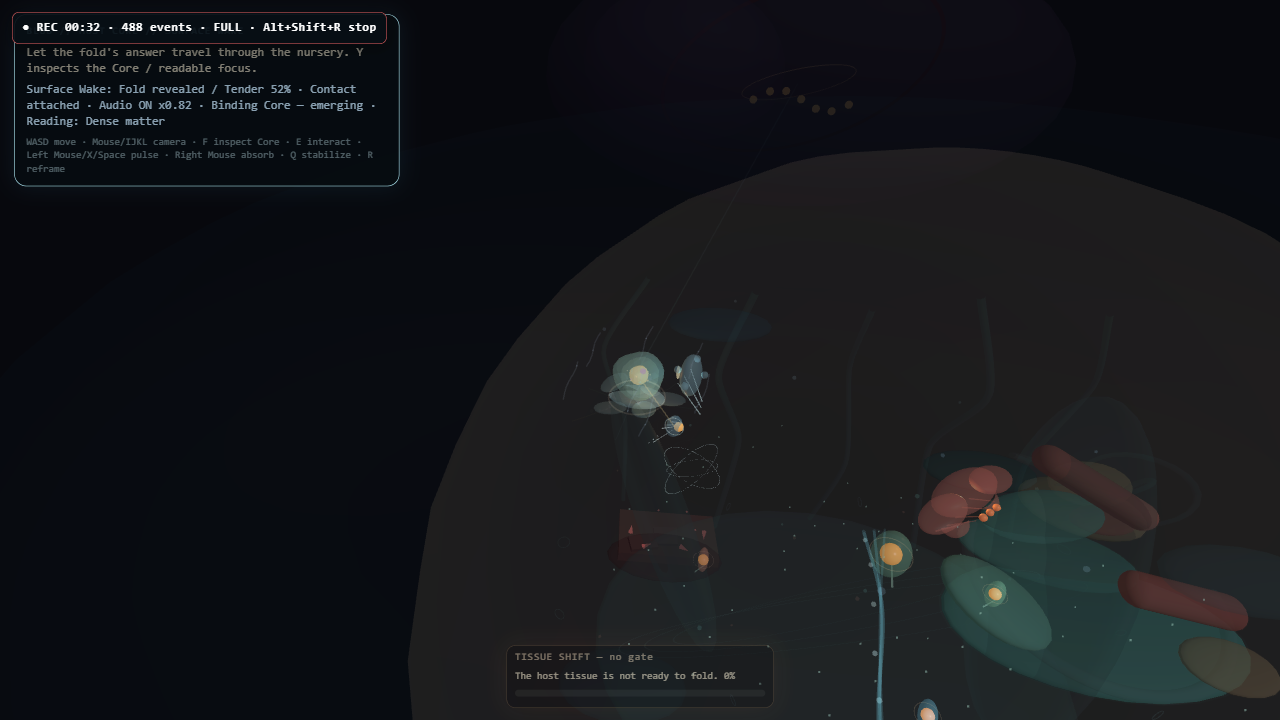 ● REC 00:32 · 488 events · FULL · Alt+Shift+R stop
Let the fold's answer travel through the nursery. Y
inspects the Core / readable focus.
Surface Wake: Fold revealed / Tender 52% · Contact
attached · Audio ON x0.82 · Binding Core — emerging ·
Reading: Dense matter
WASD move · Mouse/IJKL camera · F inspect Core · E interact ·
Left Mouse/X/Space pulse · Right Mouse absorb · Q stabilize · R
reframe
TISSUE SHIFT — no gate
The host tissue is not ready to fold. 0%